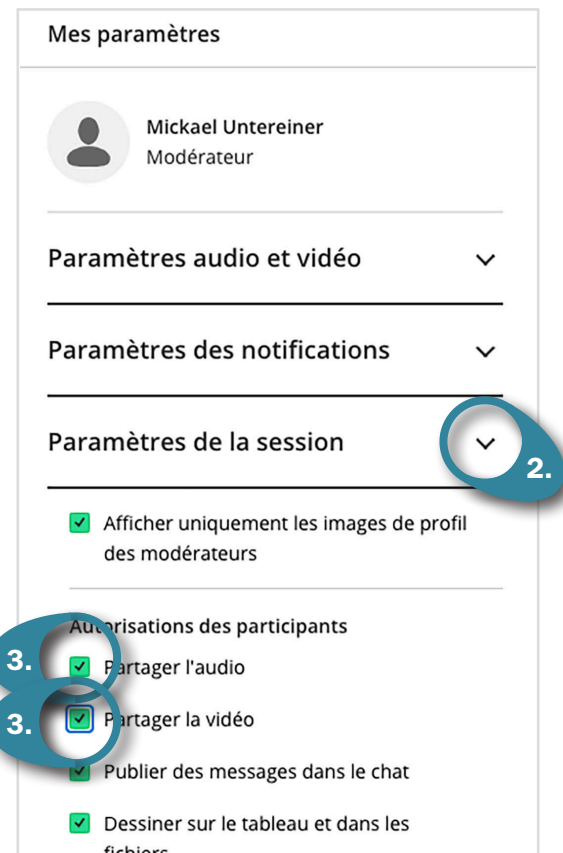 Mes paramètres
Mickael Untereiner
Modérateur
Paramètres audio et vidéo
Paramètres des notifications
Paramètres de la session
2.
Afficher uniquement les images de profil
des modérateurs
Autorisations des participants
3.
Partager l'audio
3.
Partager la vidéo
Publier des messages dans le chat
Dessiner sur le tableau et dans les
fichiers